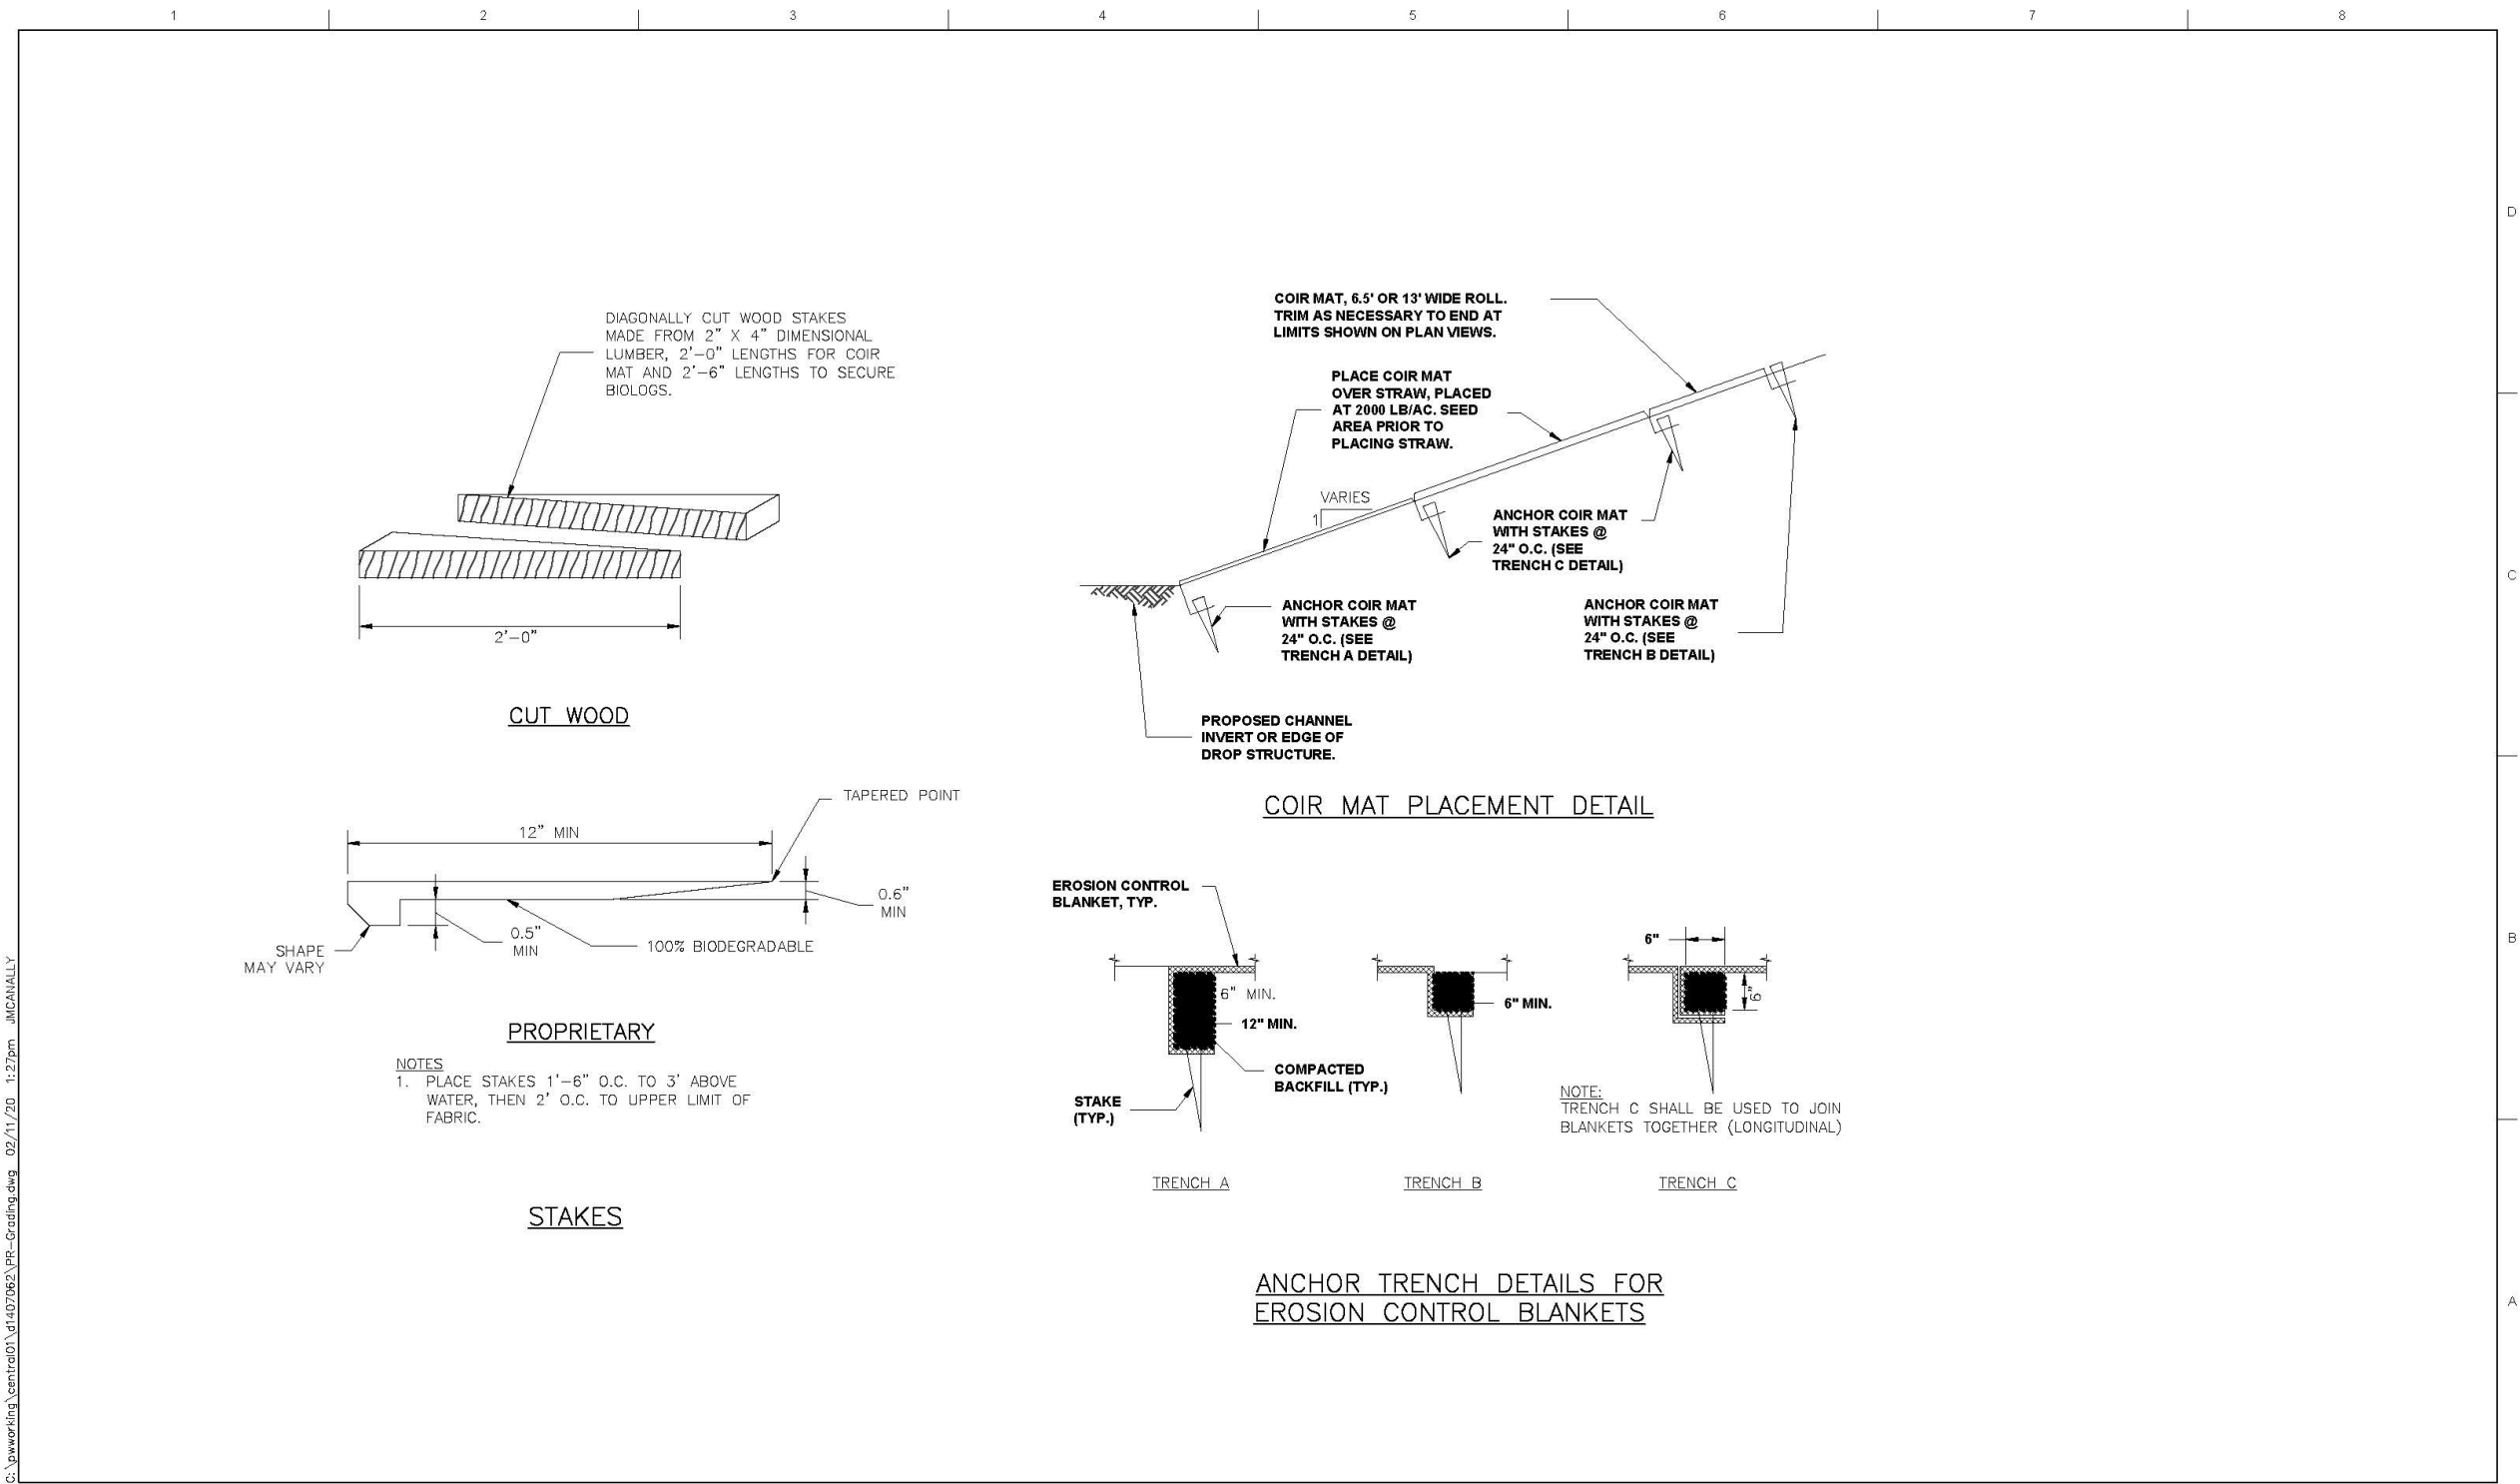 1 2 3 4 5 6 7 8
D
C
B
A
DIAGONALLY CUT WOOD STAKES
MADE FROM 2" X 4" DIMENSIONAL
LUMBER, 2'-0" LENGTHS FOR COIR
MAT AND 2'-6" LENGTHS TO SECURE
BIOLOGS.
2'-0"
CUT WOOD
TAPERED POINT
12" MIN
0.6"
MIN
0.5"
MIN
100% BIODEGRADABLE
SHAPE
MAY VARY
PROPRIETARY
NOTES
1. PLACE STAKES 1'-6" O.C. TO 3' ABOVE
WATER, THEN 2' O.C. TO UPPER LIMIT OF
FABRIC.
STAKES
COIR MAT, 6.5' OR 13' WIDE ROLL.
TRIM AS NECESSARY TO END AT
LIMITS SHOWN ON PLAN VIEWS.
PLACE COIR MAT
OVER STRAW, PLACED
AT 2000 LB/AC. SEED
AREA PRIOR TO
PLACING STRAW.
VARIES
1
ANCHOR COIR MAT
WITH STAKES @
24" O.C. (SEE
TRENCH C DETAIL)
ANCHOR COIR MAT
WITH STAKES @
24" O.C. (SEE
TRENCH A DETAIL)
ANCHOR COIR MAT
WITH STAKES @
24" O.C. (SEE
TRENCH B DETAIL)
PROPOSED CHANNEL
INVERT OR EDGE OF
DROP STRUCTURE.
COIR MAT PLACEMENT DETAIL
EROSION CONTROL
BLANKET, TYP.
6" MIN.
12" MIN.
COMPACTED
BACKFILL (TYP.)
STAKE
(TYP.)
TRENCH A
6" MIN.
TRENCH B
6"
6"
NOTE:
TRENCH C SHALL BE USED TO JOIN
BLANKETS TOGETHER (LONGITUDINAL)
TRENCH C
ANCHOR TRENCH DETAILS FOR
EROSION CONTROL BLANKETS
C:\pwworking\central01\d1407062\PR-Grading.dwg 02/11/20 1:27pm JMCANALLY